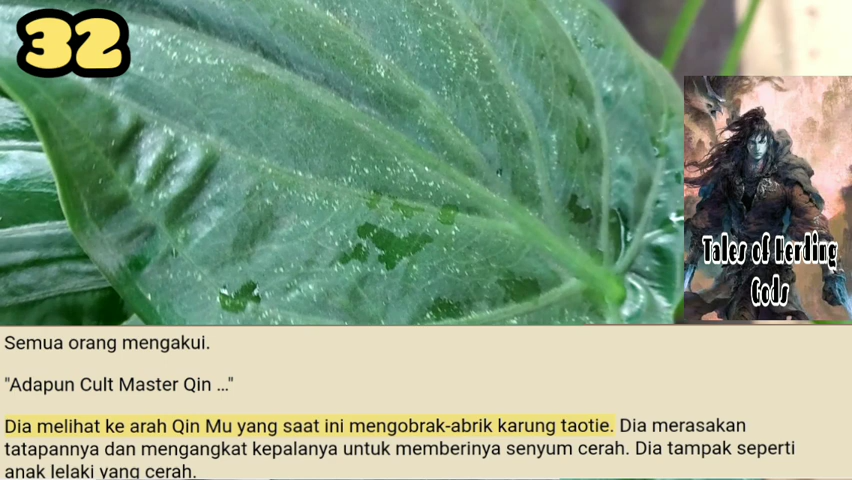 32
Tales of Herding
Gods
Semua orang mengakui.
"Adapun Cult Master Qin ..."
Dia melihat ke arah Qin Mu yang saat ini mengobrak-abrik karung taotie. Dia merasakan
tatapannya dan mengangkat kepalanya untuk memberinya senyum cerah. Dia tampak seperti
anak lelaki yang cerah.